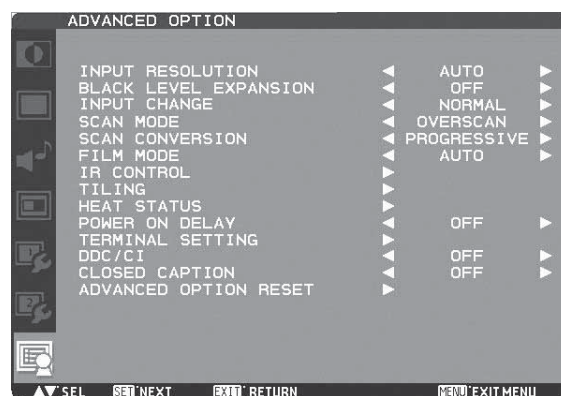 ADVANCED OPTION
INPUT RESOLUTION ◀ AUTO ▶
BLACK LEVEL EXPANSION ◀ OFF ▶
INPUT CHANGE ◀ NORMAL ▶
SCAN MODE ◀ OVERSCAN ▶
SCAN CONVERSION ◀ PROGRESSIVE ▶
FILM MODE ◀ AUTO ▶
IR CONTROL ▶
TILING ▶
HEAT STATUS ▶
POWER ON DELAY ◀ OFF ▶
TERMINAL SETTING ▶
DDC/CI ◀ OFF ▶
CLOSED CAPTION ◀ OFF ▶
ADVANCED OPTION RESET ▶
1
2
▲▼:SEL SET:NEXT EXIT:RETURN MENU:EXIT MENU